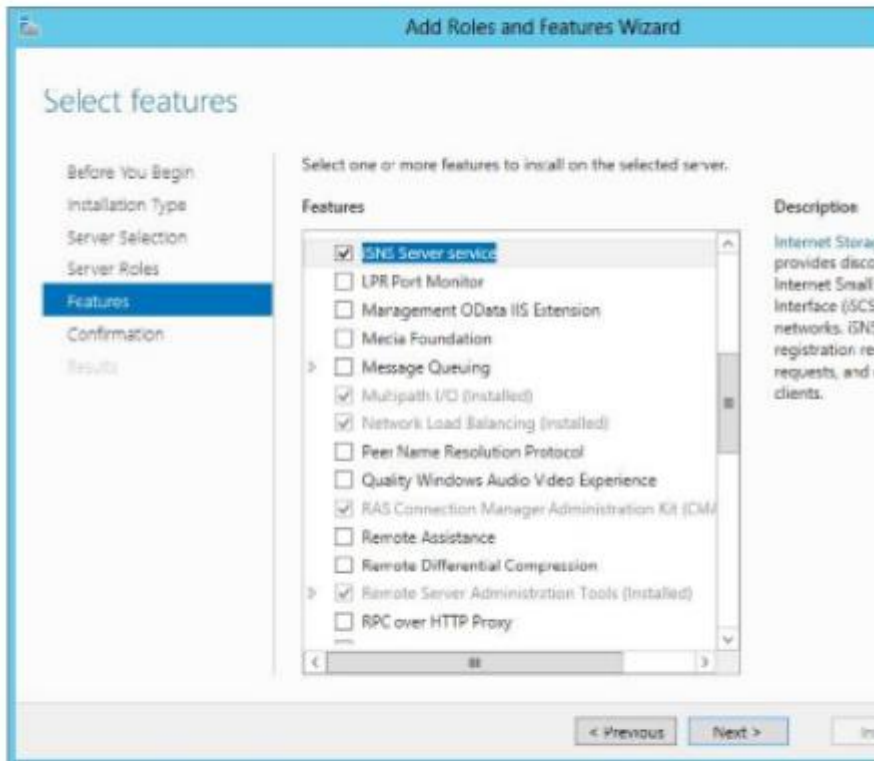 Add Roles and Features Wizard
Select features
Before You Begin
Installation Type
Server Selection
Server Roles
Features
Confirmation
Results
Select one or more features to install on the selected server.
Features
iSNS Server service
LPR Port Monitor
Management OData IIS Extension
Media Foundation
Message Queuing
Multipath I/O (Installed)
Network Load Balancing (Installed)
Peer Name Resolution Protocol
Quality Windows Audio Video Experience
RAS Connection Manager Administration Kit (CMA
Remote Assistance
Remote Differential Compression
Remote Server Administration Tools (Installed)
RPC over HTTP Proxy
Description
Internet Storag
provides disco
Internet Small
Interface (iSCS
networks. iSNS
registration re
requests, and
clients.
< Previous
Next >
In